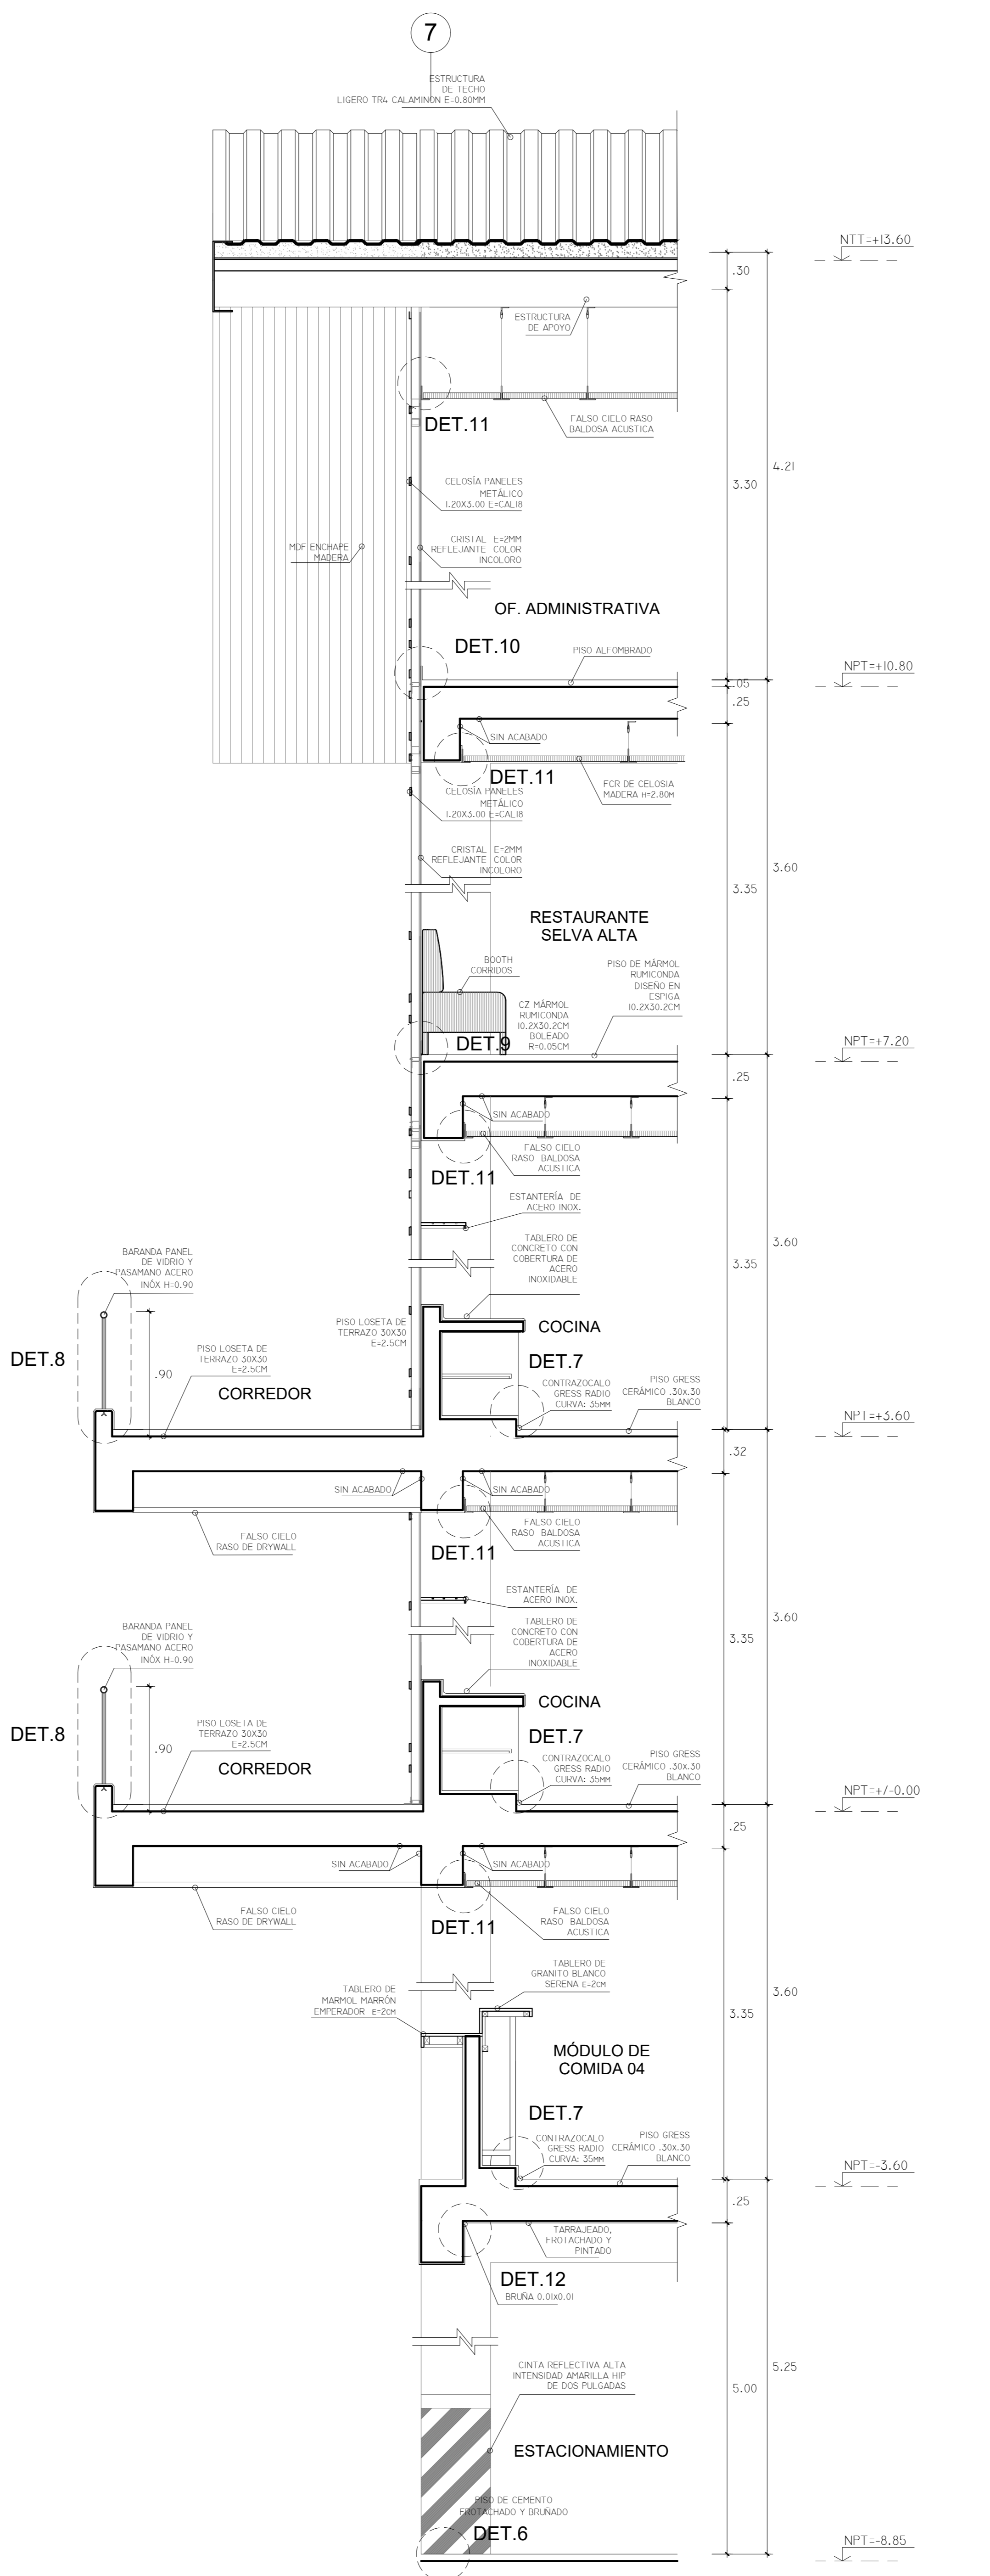 7
ESTRUCTURA
DE TECHO
LIGERO TR4 CALAMINON E=0.80MM
NTT=+13.60
.30
ESTRUCTURA
DE APOYO
DET.11
FALSO CIELO RASO
BALDOSA ACUSTICA
4.21
3.30
CELOSÍA PANELES
METÁLICO
1.20X3.00 E=CAL18
MDF ENCHAPE
MADERA
CRISTAL E=2MM
REFLEJANTE COLOR
INCOLORO
OF. ADMINISTRATIVA
DET.10
PISO ALFOMBRADO
NPT=+10.80
.05
.25
SIN ACABADO
DET.11
FCR DE CELOSIA
MADERA H=2.80M
CELOSÍA PANELES
METÁLICO
1.20X3.00 E=CAL18
CRISTAL E=2MM
REFLEJANTE COLOR
INCOLORO
3.60
3.35
RESTAURANTE
SELVA ALTA
BOOTH
CORRIDOS
PISO DE MÁRMOL
RUMICONDA
DISEÑO EN
ESPIGA
10.2X30.2CM
CZ MÁRMOL
RUMICONDA
10.2X30.2CM
BOLEADO
R=0.05CM
DET.9
NPT=+7.20
.25
SIN ACABADO
FALSO CIELO
RASO BALDOSA
ACUSTICA
DET.11
ESTANTERÍA DE
ACERO INOX.
TABLERO DE
CONCRETO CON
COBERTURA DE
ACERO
INOXIDABLE
3.60
3.35
BARANDA PANEL
DE VIDRIO Y
PASAMANO ACERO
INÓX H=0.90
PISO LOSETA DE
TERRAZO 30X30
E=2.5CM
COCINA
DET.8
PISO LOSETA DE
TERRAZO 30X30
E=2.5CM
.90
CORREDOR
DET.7
CONTRAZOCALO
GRESS RADIO
CURVA: 35MM
PISO GRESS
CERÁMICO .30X.30
BLANCO
NPT=+3.60
.32
SIN ACABADO
SIN ACABADO
FALSO CIELO
RASO DE DRYWALL
FALSO CIELO
RASO BALDOSA
ACUSTICA
DET.11
ESTANTERÍA DE
ACERO INOX.
TABLERO DE
CONCRETO CON
COBERTURA DE
ACERO
INOXIDABLE
3.60
3.35
BARANDA PANEL
DE VIDRIO Y
PASAMANO ACERO
INÓX H=0.90
COCINA
DET.8
PISO LOSETA DE
TERRAZO 30X30
E=2.5CM
.90
CORREDOR
DET.7
CONTRAZOCALO
GRESS RADIO
CURVA: 35MM
PISO GRESS
CERÁMICO .30X.30
BLANCO
NPT=+/-0.00
.25
SIN ACABADO
SIN ACABADO
FALSO CIELO
RASO DE DRYWALL
FALSO CIELO
RASO BALDOSA
ACUSTICA
DET.11
TABLERO DE
GRANITO BLANCO
SERENA E=2CM
TABLERO DE
MARMOL MARRÓN
EMPERADOR E=2CM
3.60
3.35
MÓDULO DE
COMIDA 04
DET.7
CONTRAZOCALO
GRESS RADIO
CURVA: 35MM
PISO GRESS
CERÁMICO .30X.30
BLANCO
NPT=-3.60
.25
TARRAJEADO,
FROTACHADO Y
PINTADO
DET.12
BRUÑA 0.01X0.01
CINTA REFLECTIVA ALTA
INTENSIDAD AMARILLA HIP
DE DOS PULGADAS
5.25
5.00
ESTACIONAMIENTO
PISO DE CEMENTO
FROTACHADO Y BRUÑADO
DET.6
NPT=-8.85